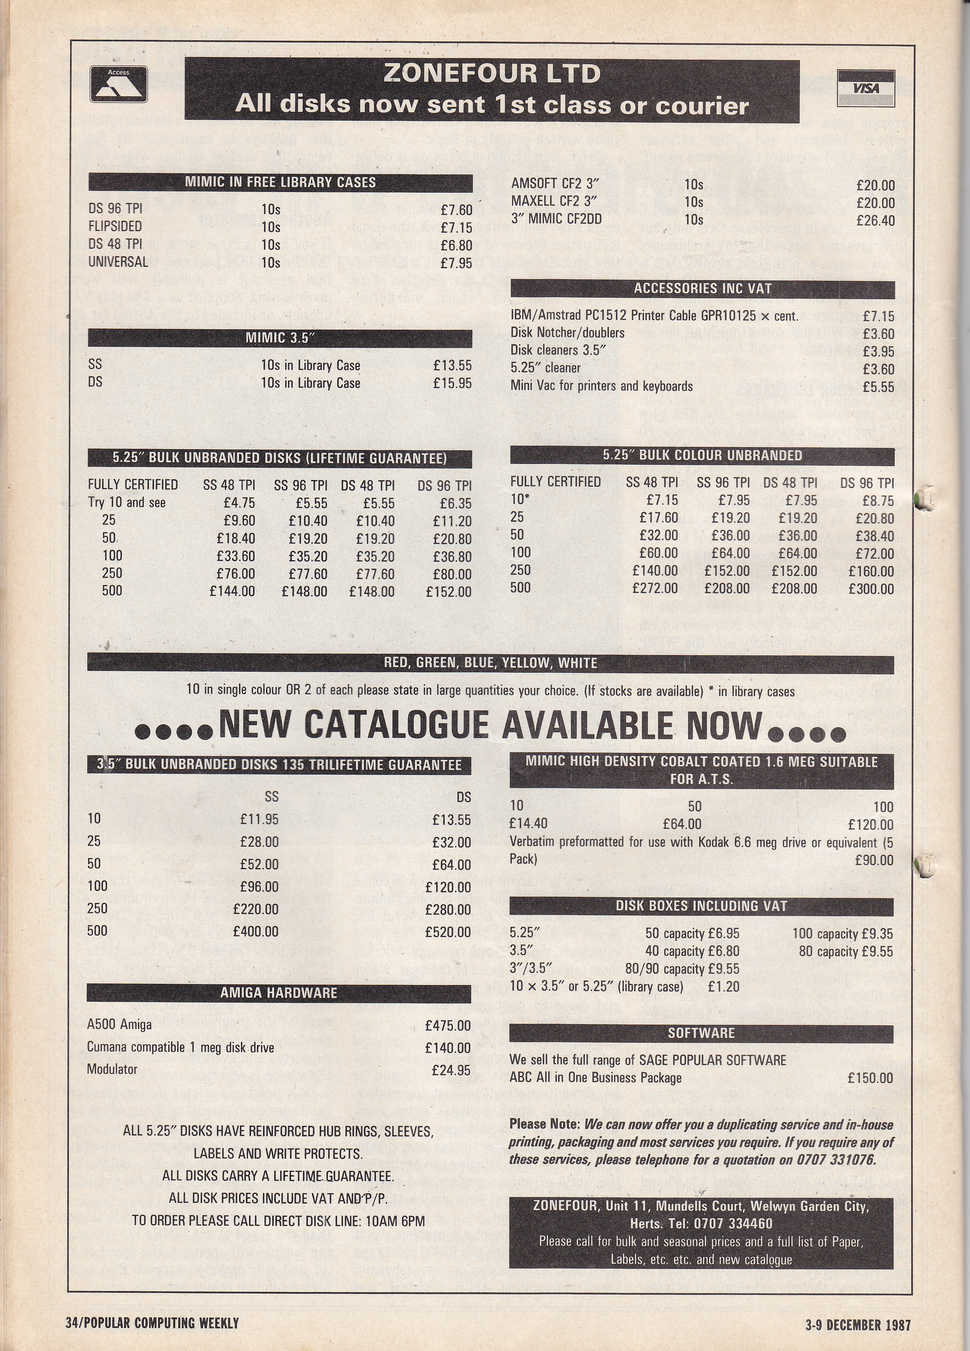 Access
ZONEFOUR LTD
All disks now sent 1st class or courier
VISA
MIMIC IN FREE LIBRARY CASES
DS 96 TPI 10s £7.60
FLIPSIDED 10s £7.15
DS 48 TPI 10s £6.80
UNIVERSAL 10s £7.95
MIMIC 3.5″
SS 10s in Library Case £13.55
DS 10s in Library Case £15.95
AMSOFT CF2 3″ 10s £20.00
MAXELL CF2 3″ 10s £20.00
3″ MIMIC CF2DD 10s £26.40
ACCESSORIES INC VAT
IBM/Amstrad PC1512 Printer Cable GPR10125 × cent. £7.15
Disk Notcher/doublers £3.60
Disk cleaners 3.5″ £3.95
5.25″ cleaner £3.60
Mini Vac for printers and keyboards £5.55
5.25″ BULK UNBRANDED DISKS (LIFETIME GUARANTEE)
FULLY CERTIFIED SS 48 TPI SS 96 TPI DS 48 TPI DS 96 TPI
Try 10 and see £4.75 £5.55 £5.55 £6.35
25 £9.60 £10.40 £10.40 £11.20
50 £18.40 £19.20 £19.20 £20.80
100 £33.60 £35.20 £35.20 £36.80
250 £76.00 £77.60 £77.60 £80.00
500 £144.00 £148.00 £148.00 £152.00
5.25″ BULK COLOUR UNBRANDED
FULLY CERTIFIED SS 48 TPI SS 96 TPI DS 48 TPI DS 96 TPI
10* £7.15 £7.95 £7.95 £8.75
25 £17.60 £19.20 £19.20 £20.80
50 £32.00 £36.00 £36.00 £38.40
100 £60.00 £64.00 £64.00 £72.00
250 £140.00 £152.00 £152.00 £160.00
500 £272.00 £208.00 £208.00 £300.00
RED, GREEN, BLUE, YELLOW, WHITE
10 in single colour OR 2 of each please state in large quantities your choice. (If stocks are available) * in library cases
●●●●NEW CATALOGUE AVAILABLE NOW●●●●
3.5″ BULK UNBRANDED DISKS 135 TRILIFETIME GUARANTEE
SS DS
10 £11.95 £13.55
25 £28.00 £32.00
50 £52.00 £64.00
100 £96.00 £120.00
250 £220.00 £280.00
500 £400.00 £520.00
AMIGA HARDWARE
A500 Amiga £475.00
Cumana compatible 1 meg disk drive £140.00
Modulator £24.95
ALL 5.25″ DISKS HAVE REINFORCED HUB RINGS, SLEEVES,
LABELS AND WRITE PROTECTS.
ALL DISKS CARRY A LIFETIME GUARANTEE.
ALL DISK PRICES INCLUDE VAT AND P/P.
TO ORDER PLEASE CALL DIRECT DISK LINE: 10AM 6PM
MIMIC HIGH DENSITY COBALT COATED 1.6 MEG SUITABLE
FOR A.T.S.
10 50 100
£14.40 £64.00 £120.00
Verbatim preformatted for use with Kodak 6.6 meg drive or equivalent (5
Pack) £90.00
DISK BOXES INCLUDING VAT
5.25″ 50 capacity £6.95 100 capacity £9.35
3.5″ 40 capacity £6.80 80 capacity £9.55
3″/3.5″ 80/90 capacity £9.55
10 × 3.5″ or 5.25″ (library case) £1.20
SOFTWARE
We sell the full range of SAGE POPULAR SOFTWARE
ABC All in One Business Package £150.00
Please Note: We can now offer you a duplicating service and in-house
printing, packaging and most services you require. If you require any of
these services, please telephone for a quotation on 0707 331076.
ZONEFOUR, Unit 11, Mundells Court, Welwyn Garden City,
Herts. Tel: 0707 334460
Please call for bulk and seasonal prices and a full list of Paper,
Labels, etc. etc. and new catalogue
34/POPULAR COMPUTING WEEKLY
3-9 DECEMBER 1987